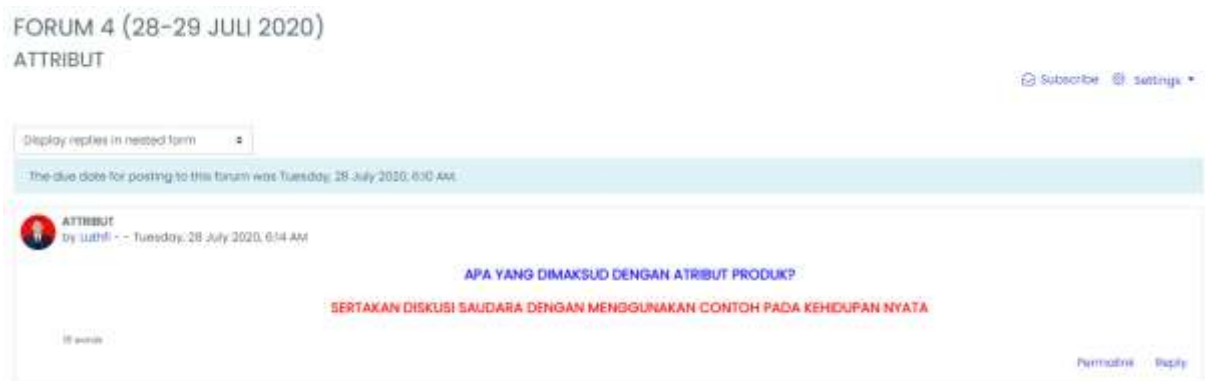 FORUM 4 (28-29 JULI 2020)
ATTRIBUT
Subscribe Settings
Display replies in nested form
The due date for posting to this forum was Tuesday, 28 July 2020, 6:10 AM.
ATTRIBUT
by Luthfi - - Tuesday, 28 July 2020, 6:14 AM
APA YANG DIMAKSUD DENGAN ATRIBUT PRODUK?
SERTAKAN DISKUSI SAUDARA DENGAN MENGGUNAKAN CONTOH PADA KEHIDUPAN NYATA
words
Permalink Reply